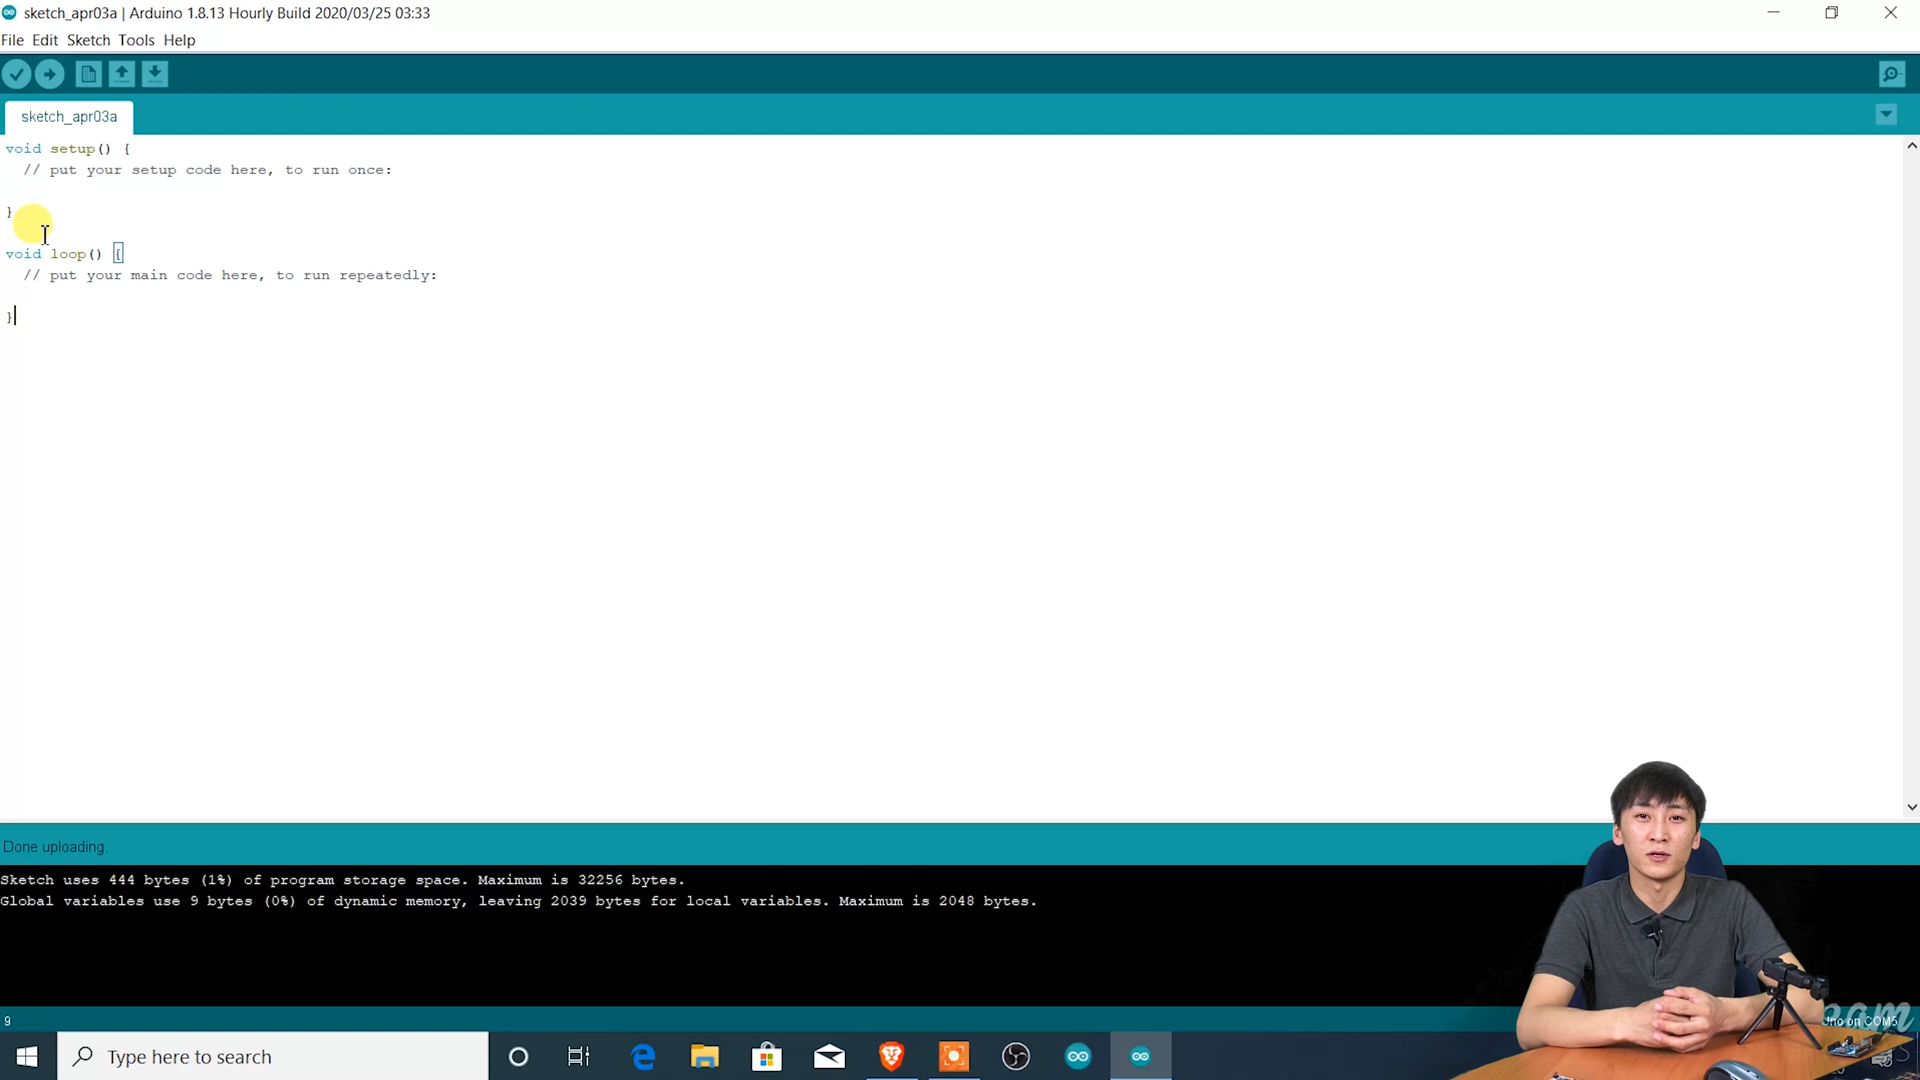 sketch_apr03a | Arduino 1.8.13 Hourly Build 2020/03/25 03:33
File Edit Sketch Tools Help
sketch_apr03a
void setup() {
  // put your setup code here, to run once:
}
void loop() {
  // put your main code here, to run repeatedly:
}
Done uploading.
Sketch uses 444 bytes (1%) of program storage space. Maximum is 32256 bytes.
Global variables use 9 bytes (0%) of dynamic memory, leaving 2039 bytes for local variables. Maximum is 2048 bytes.
9
Uno on COM5
Type here to search